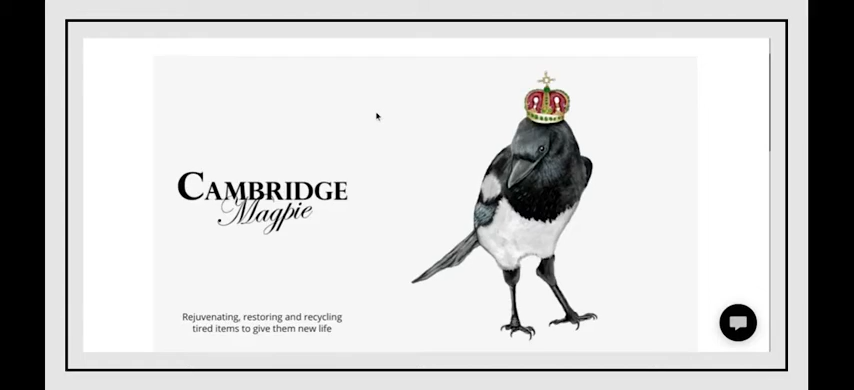 CAMBRIDGE
Magpie
Rejuvenating, restoring and recycling
tired items to give them new life